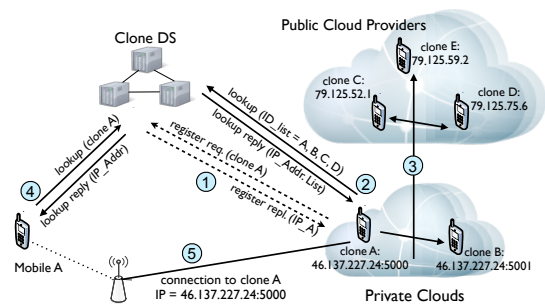 Public Cloud Providers
Clone DS
clone E:
79.125.59.2
clone C:
79.125.52.1
clone D:
79.125.75.6
lookup (ID_list = A, B, C, D)
lookup reply (IP_Addr. List)
register req. (clone A)
register repl. (IP_A)
lookup (clone A)
lookup reply (IP_Addr)
1
2
3
4
5
Mobile A
clone A:
46.137.227.24:5000
clone B:
46.137.227.24:5001
connection to clone A
IP = 46.137.227.24:5000
Private Clouds